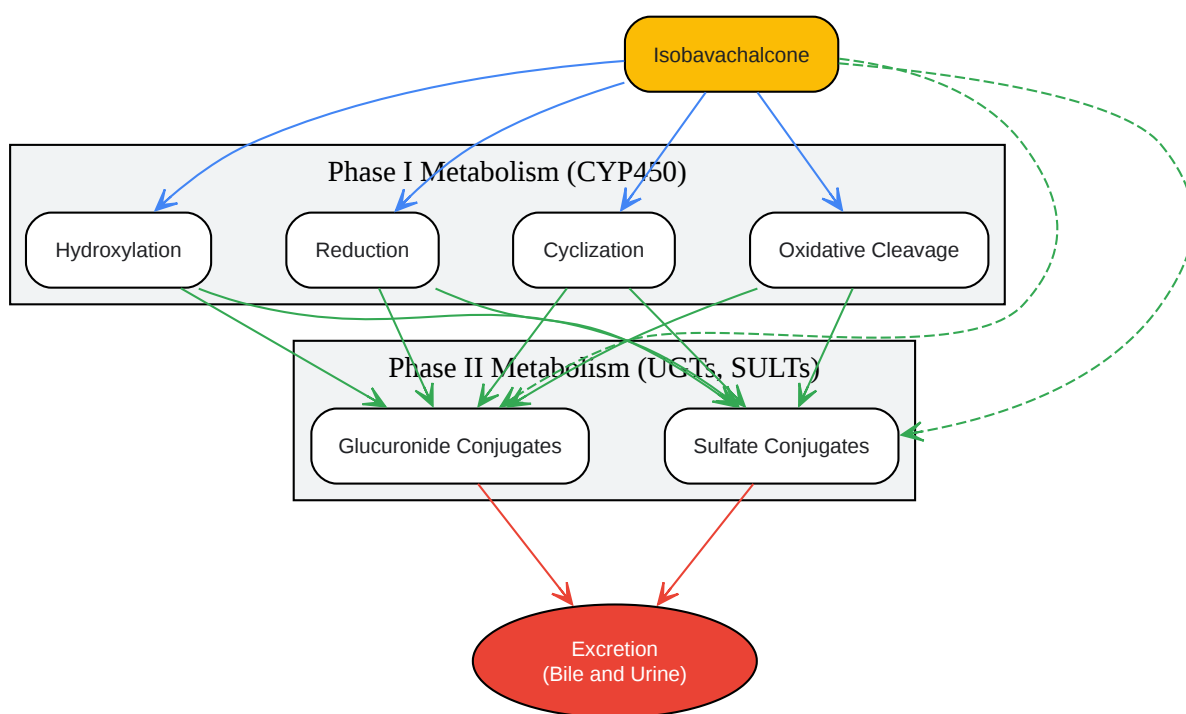 Isobavachalcone
Phase I Metabolism (CYP450)
Hydroxylation
Reduction
Cyclization
Oxidative Cleavage
Phase II Metabolism (UGTs, SULTs)
Glucuronide Conjugates
Sulfate Conjugates
Excretion
(Bile and Urine)